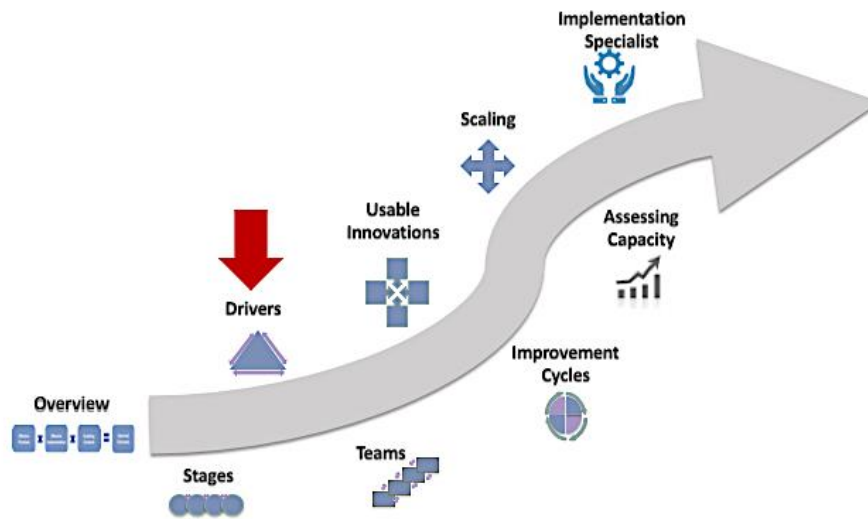 Implementation
Specialist
Scaling
Usable
Innovations
Assessing
Capacity
Drivers
Improvement
Cycles
Overview
Teams
Stages